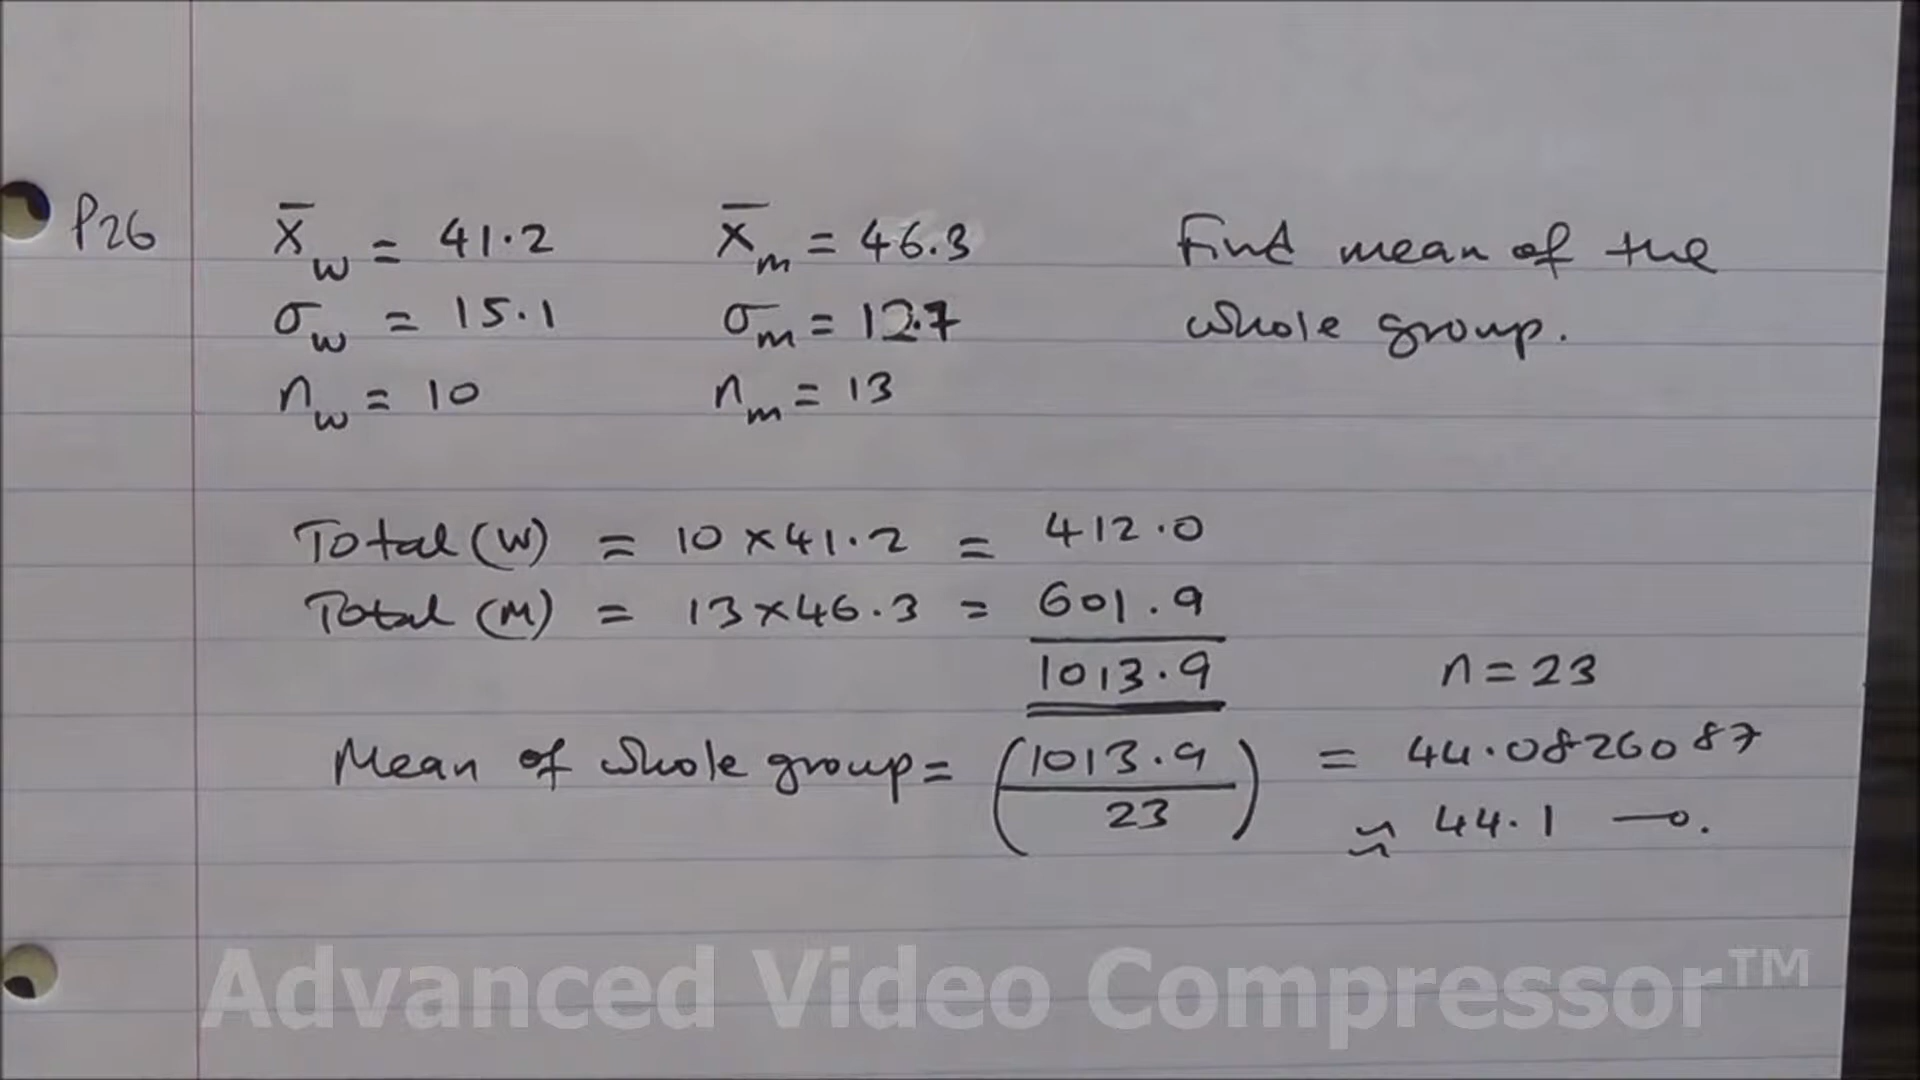 P26 x̄w = 41.2 x̄m = 46.3 Find mean of the
σw = 15.1 σm = 12.7 whole group.
nw = 10 nm = 13
Total (W) = 10 x 41.2 = 412.0
Total (M) = 13 x 46.3 = 601.9
1013.9 n = 23
Mean of whole group = (1013.9 / 23) = 44.0826087
≈ 44.1
Advanced Video Compressor™